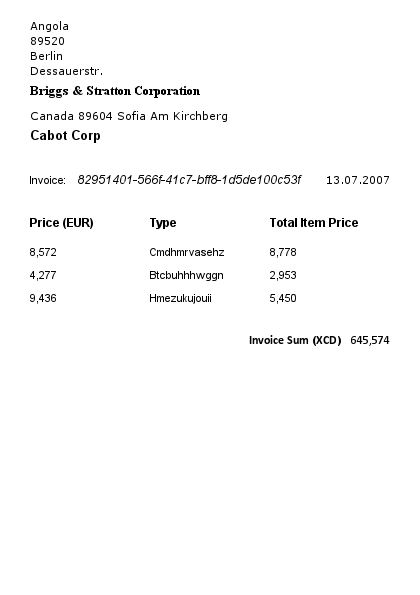 Angola
89520
Berlin
Dessauerstr.
Briggs & Stratton Corporation
Canada 89604 Sofia Am Kirchberg
Cabot Corp
Invoice: 82951401-566f-41c7-bff8-1d5de100c53f 13.07.2007
Price (EUR) Type Total Item Price
8,572 Cmdhmrvasehz 8,778
4,277 Btcbuhhhwggn 2,953
9,436 Hmezukujouii 5,450
Invoice Sum (XCD) 645,574